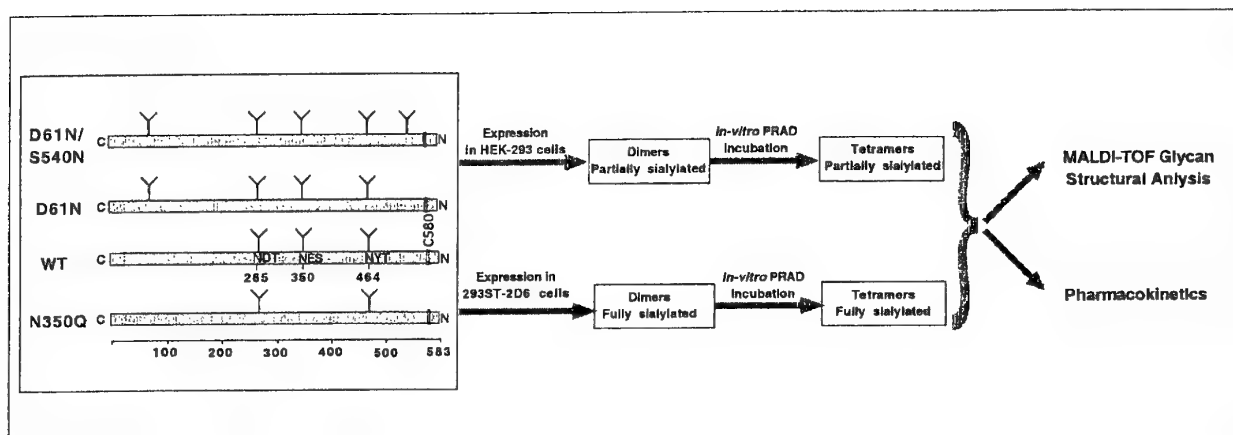 D61N/
S540N
C
N
D61N
C
N
C580
WT
C
NDT
NES
NYT
N
265
350
464
N350Q
C
N
100
200
300
400
500
583
Expression
in HEK-293 cells
Dimers
Partially sialylated
In-vitro PRAD
Incubation
Tetramers
Partially sialylated
Expression in
293ST-2D6 cells
Dimers
Fully sialylated
In-vitro PRAD
Incubation
Tetramers
Fully sialylated
MALDI-TOF Glycan
Structural Anlysis
Pharmacokinetics